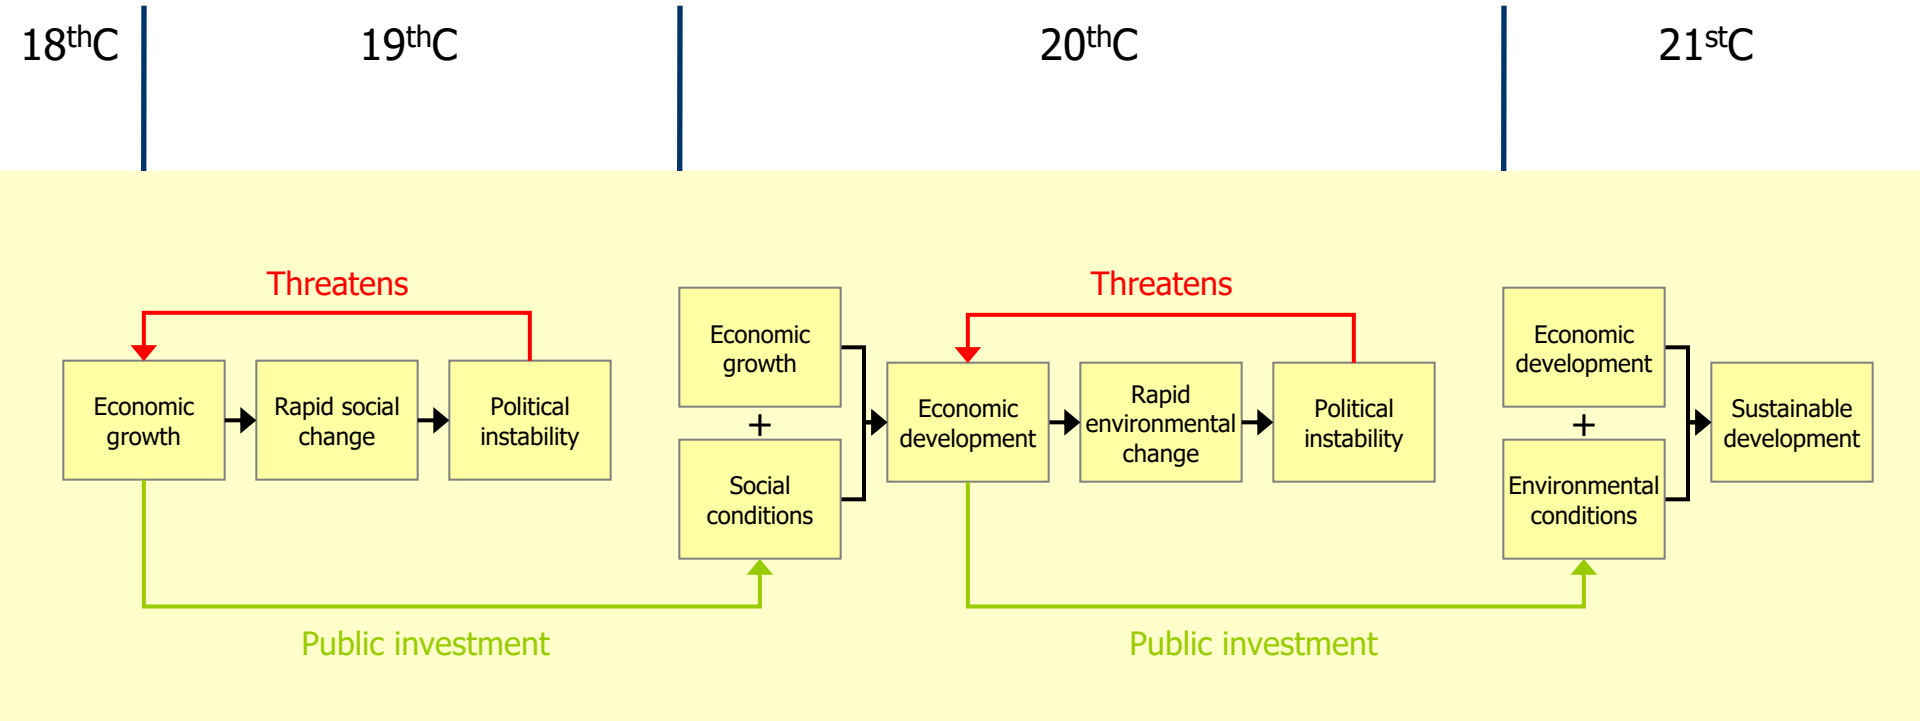 18thC
19thC
20thC
21stC
Threatens
Economic
growth
Rapid social
change
Political
instability
Public investment
Economic
growth
+
Social
conditions
Threatens
Economic
development
Rapid
environmental
change
Political
instability
Public investment
Economic
development
+
Environmental
conditions
Sustainable
development